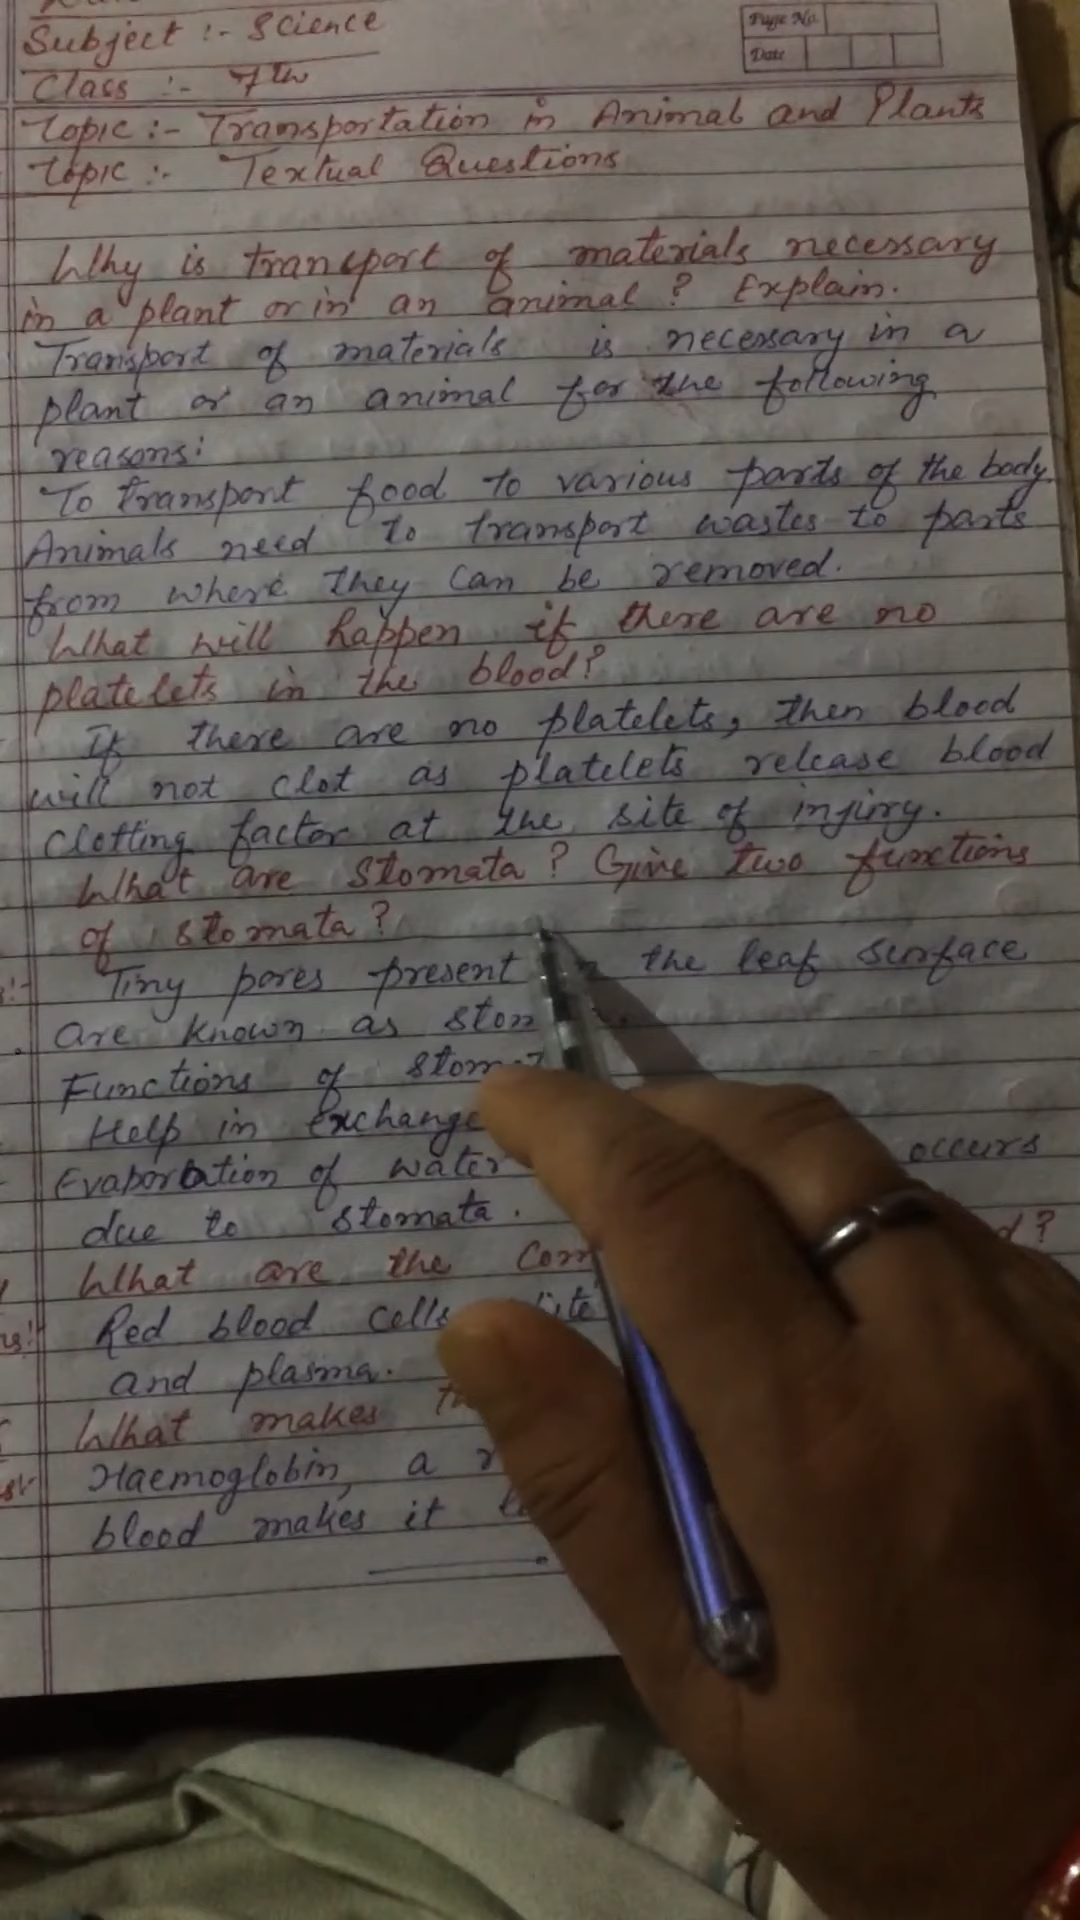 Subject :- Science
Page No.
Date
Class :- 7th
Topic :- Transportation in Animal and Plants
Topic :- Textual Questions
Why is transport of materials necessary
in a plant or in an animal ? Explain.
Transport of materials is necessary in a
plant or an animal for the following
reasons:
To transport food to various parts of the body.
Animals need to transport wastes to parts
from where they can be removed.
What will happen if there are no
platelets in the blood?
If there are no platelets, then blood
will not clot as platelets release blood
clotting factor at the site of injury.
What are stomata ? Give two functions
of stomata ?
Tiny pores present the leaf surface
are known as
Functions of
Help in exchange
Evaporation of water occurs
due to stomata.
What are the
Red blood cells
and plasma.
What makes
Haemoglobin, a
blood makes it